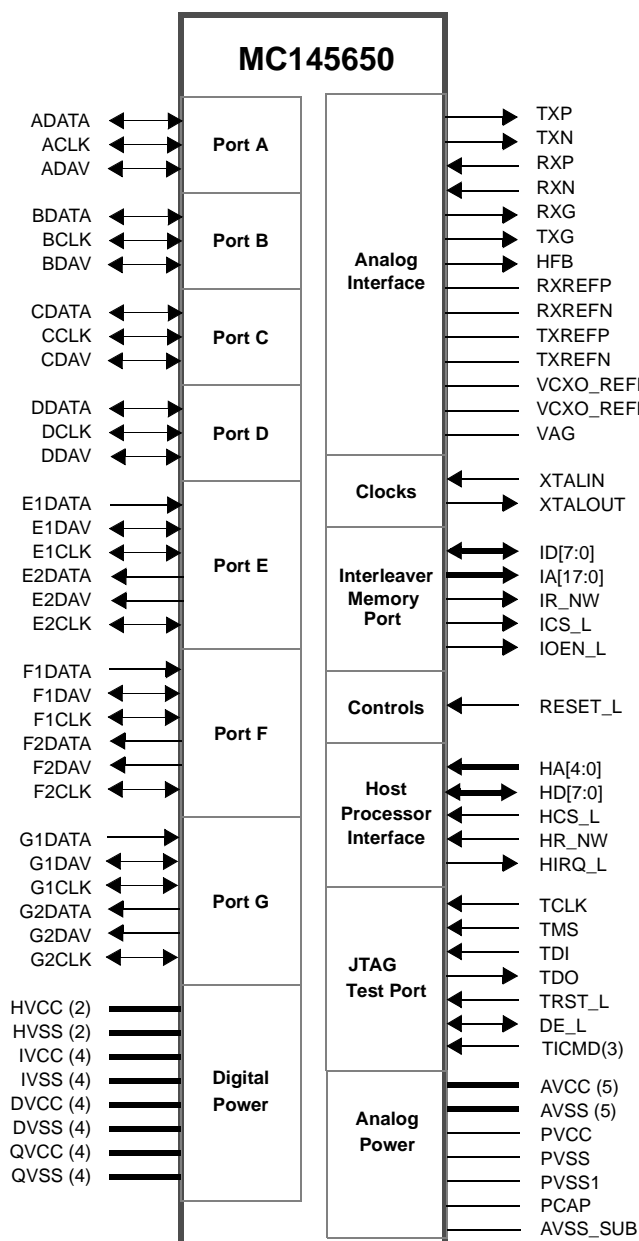 MC145650
ADATA
ACLK
ADAV
Port A
BDATA
BCLK
BDAV
Port B
CDATA
CCLK
CDAV
Port C
DDATA
DCLK
DDAV
Port D
E1DATA
E1DAV
E1CLK
E2DATA
E2DAV
E2CLK
Port E
F1DATA
F1DAV
F1CLK
F2DATA
F2DAV
F2CLK
Port F
G1DATA
G1DAV
G1CLK
G2DATA
G2DAV
G2CLK
Port G
HVCC (2)
HVSS (2)
IVCC (4)
IVSS (4)
DVCC (4)
DVSS (4)
QVCC (4)
QVSS (4)
Digital
Power
Analog
Interface
TXP
TXN
RXP
RXN
RXG
TXG
HFB
RXREFP
RXREFN
TXREFP
TXREFN
VCXO_REF
VCXO_REF
VAG
Clocks
XTALIN
XTALOUT
Interleaver
Memory
Port
ID[7:0]
IA[17:0]
IR_NW
ICS_L
IOEN_L
Controls
RESET_L
Host
Processor
Interface
HA[4:0]
HD[7:0]
HCS_L
HR_NW
HIRQ_L
JTAG
Test Port
TCLK
TMS
TDI
TDO
TRST_L
DE_L
TICMD(3)
Analog
Power
AVCC (5)
AVSS (5)
PVCC
PVSS
PVSS1
PCAP
AVSS_SUB